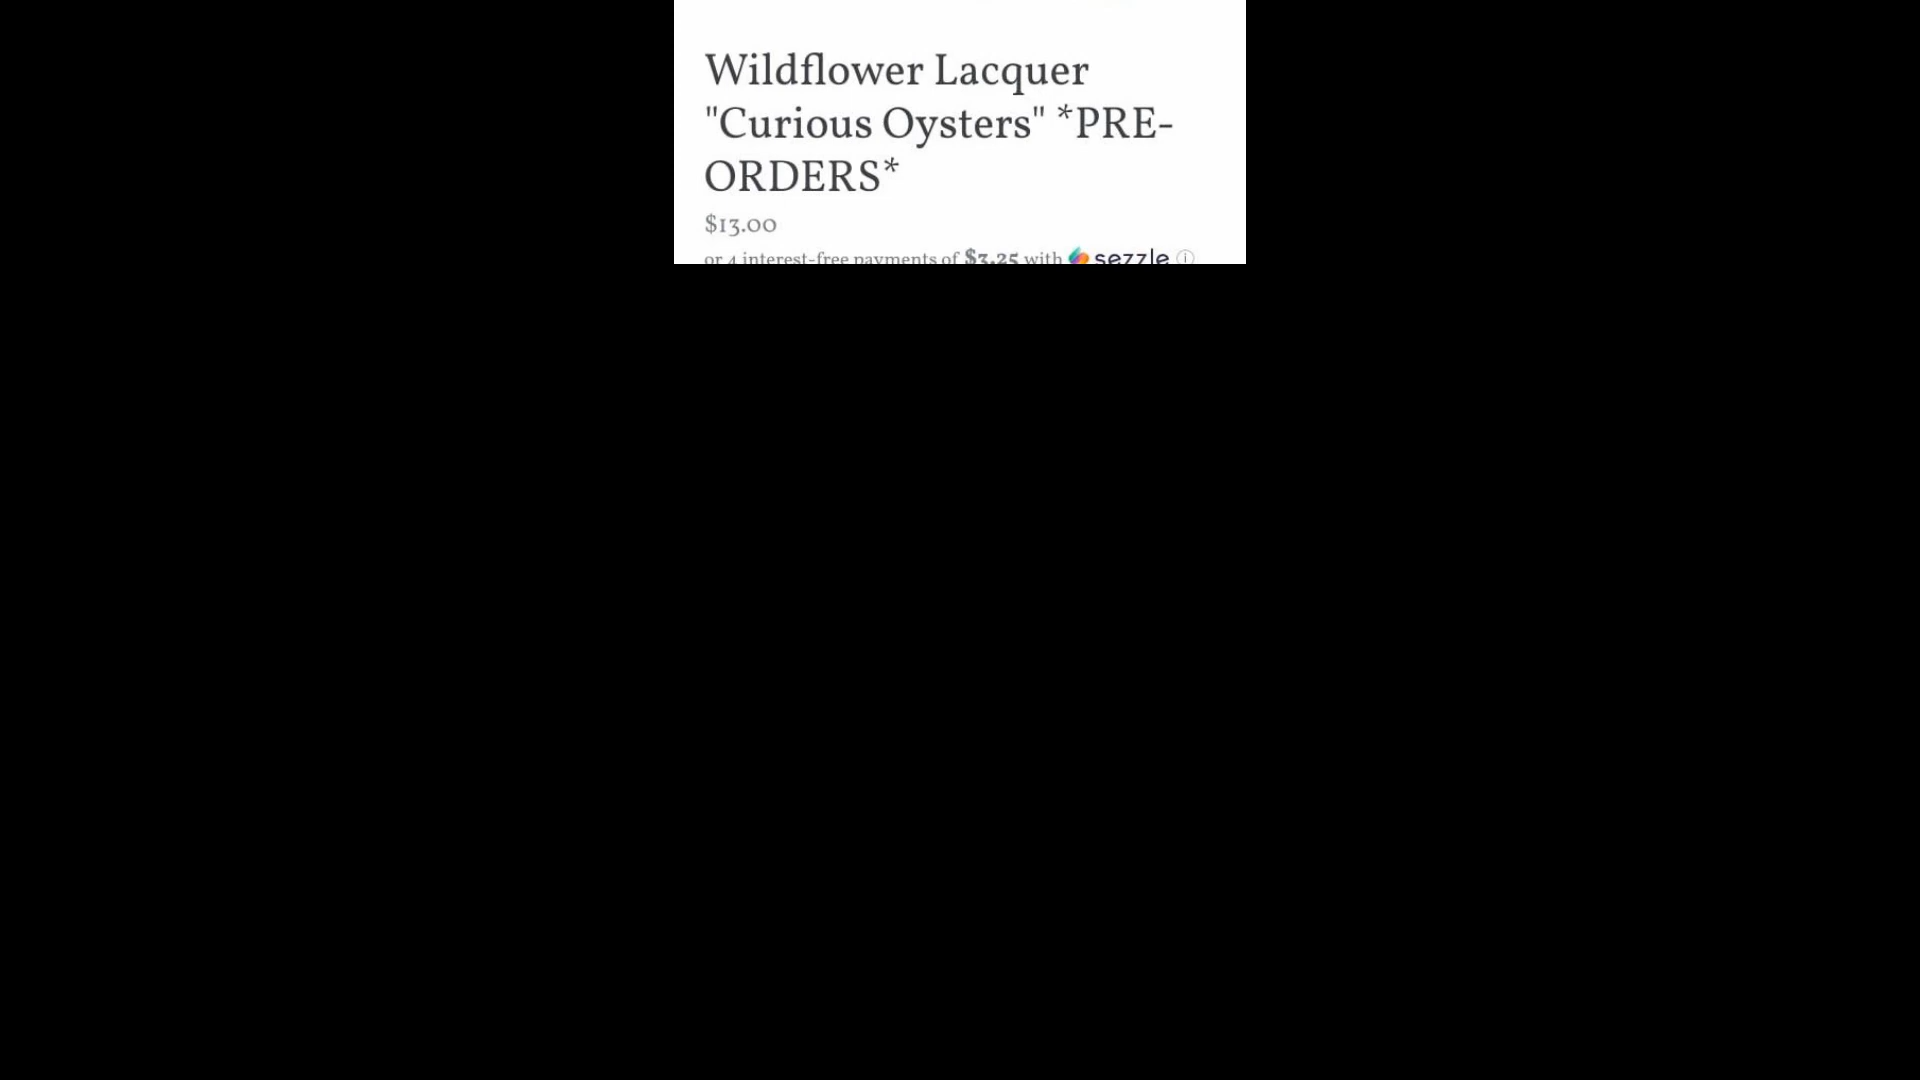 Wildflower Lacquer
"Curious Oysters" *PRE-
ORDERS*
$13.00
or 4 interest-free payments of $3.25 with sezzle